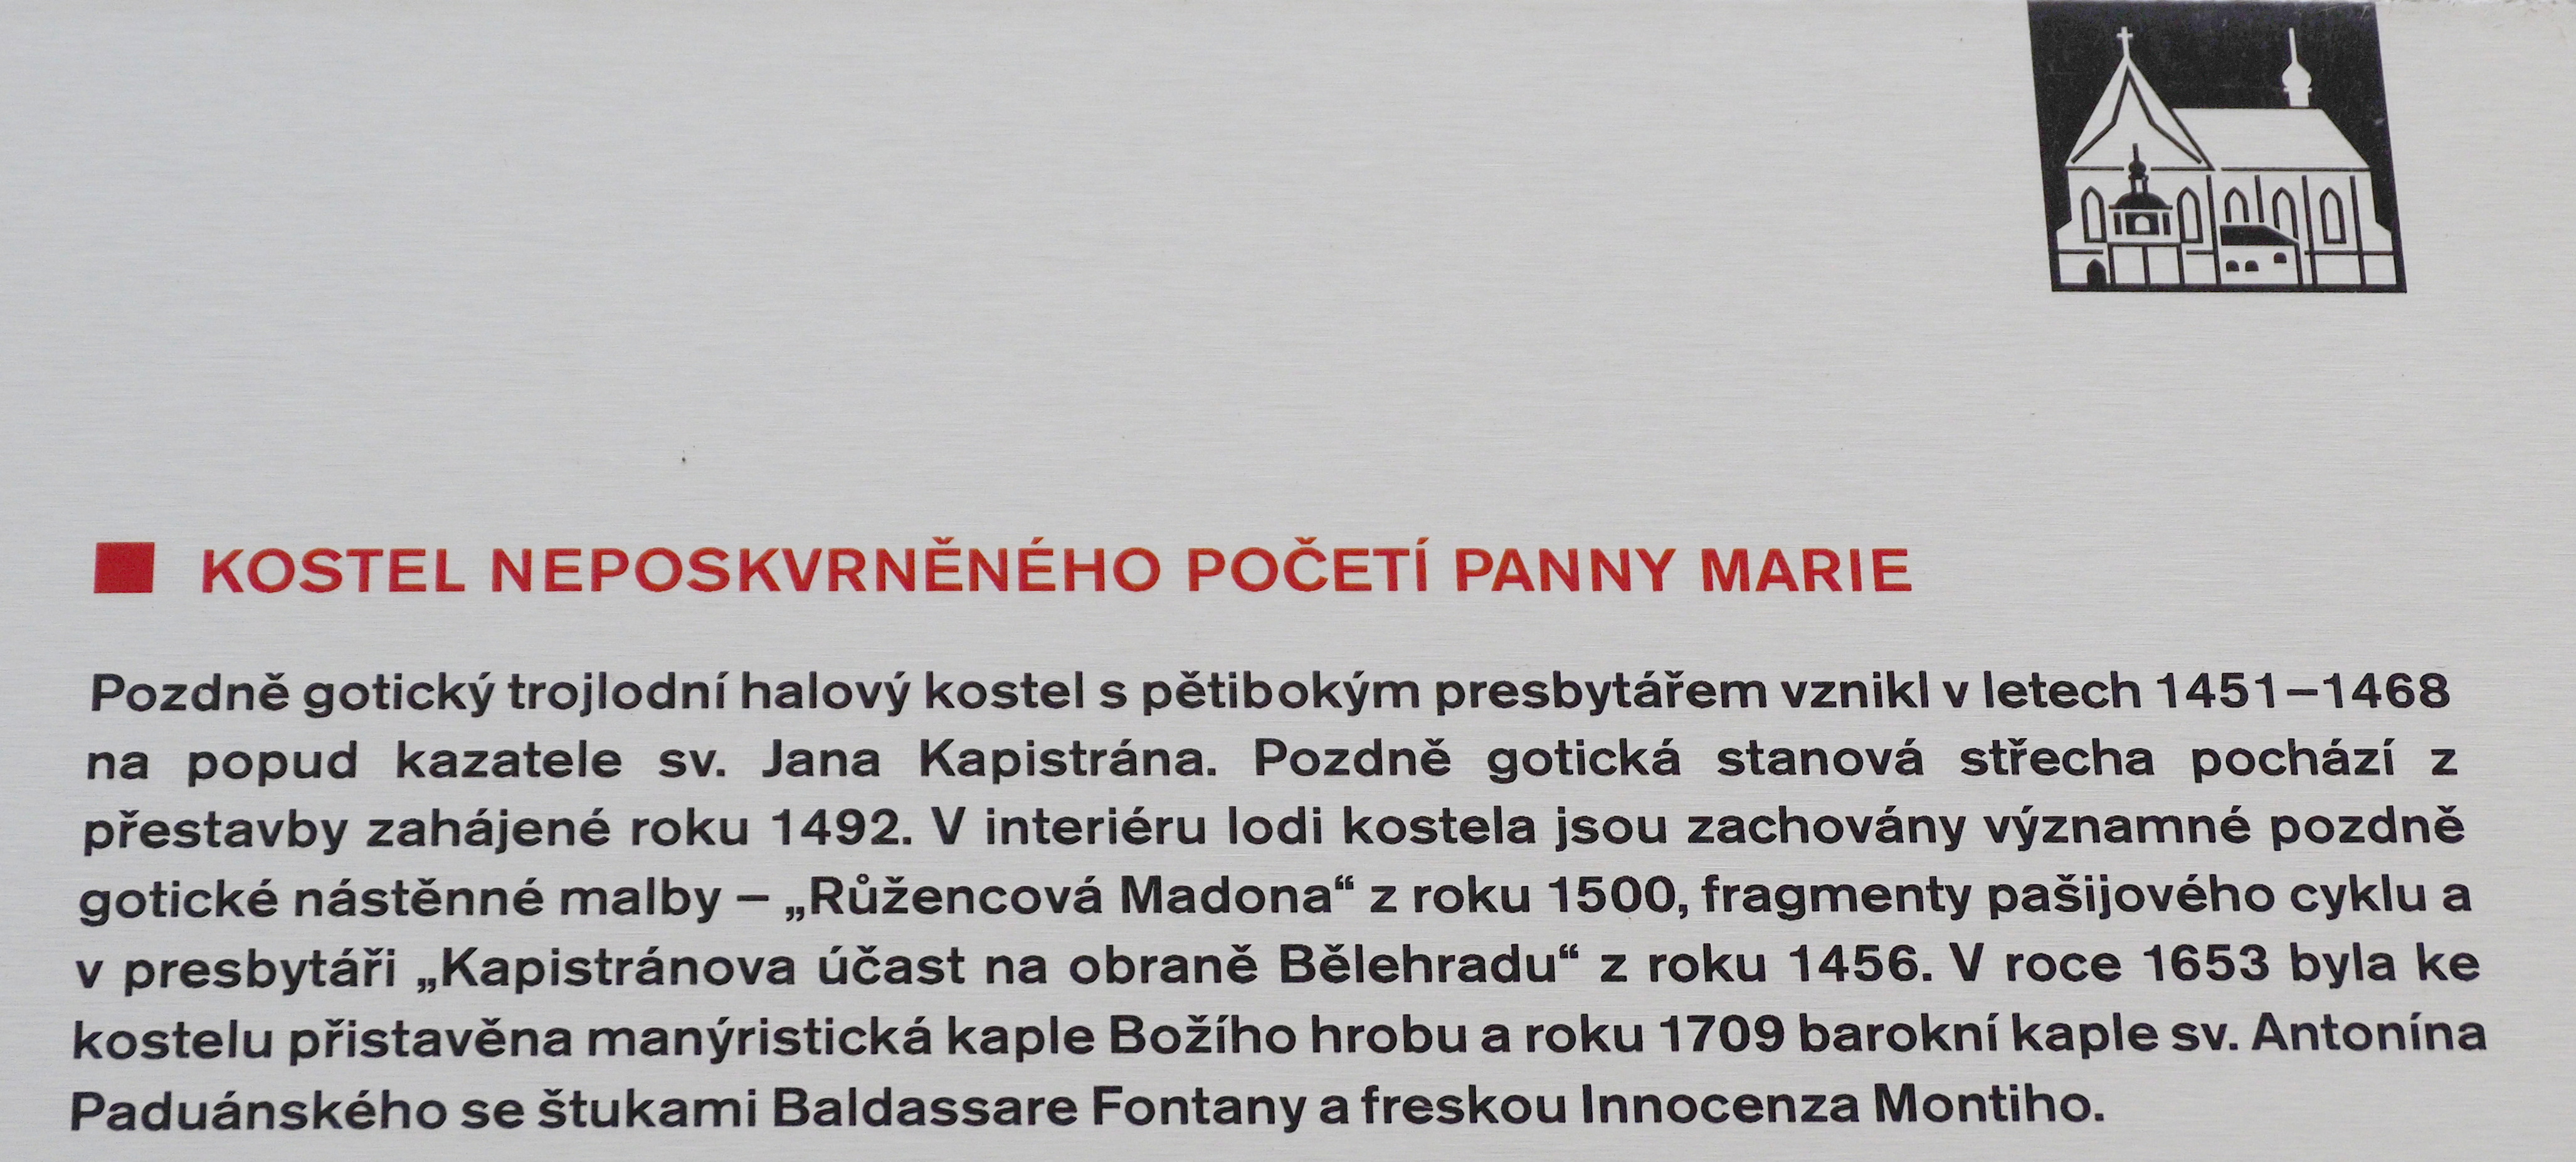 KOSTEL NEPOSKVRNĚNÉHO POČETÍ PANNY MARIE
Pozdně gotický trojlodní halový kostel s pětibokým presbytářem vznikl v letech 1451–1468
na popud kazatele sv. Jana Kapistrána. Pozdně gotická stanová střecha pochází z
přestavby zahájené roku 1492. V interiéru lodi kostela jsou zachovány významné pozdně
gotické nástěnné malby – „Růžencová Madona“ z roku 1500, fragmenty pašijového cyklu a
v presbytáři „Kapistránova účast na obraně Bělehradu“ z roku 1456. V roce 1653 byla ke
kostelu přistavěna manýristická kaple Božího hrobu a roku 1709 barokní kaple sv. Antonína
Paduánského se štukami Baldassare Fontany a freskou Innocenza Montiho.